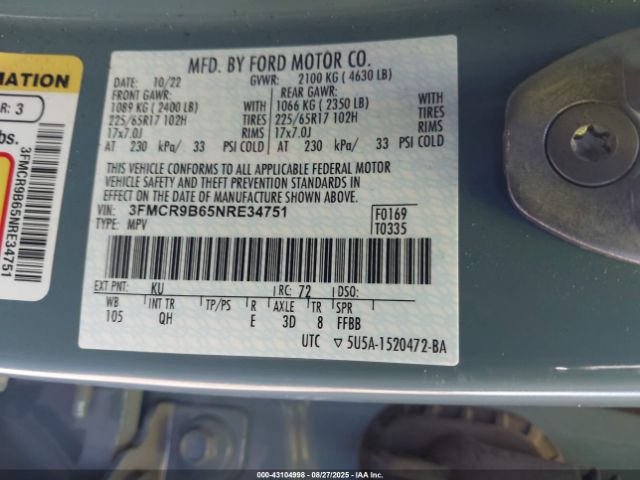 MATION
R: 3
bs.
3FMCR9B65NRE34751
MFD. BY FORD MOTOR CO.
DATE: 10/22 GVWR: 2100 KG ( 4630 LB)
FRONT GAWR: REAR GAWR:
1089 KG ( 2400 LB) WITH 1066 KG ( 2350 LB) WITH
225/65R17 102H TIRES 225/65R17 102H TIRES
17x7.0J RIMS 17x7.0J RIMS
AT 230 kPa/ 33 PSI COLD AT 230 kPa/ 33 PSI COLD
THIS VEHICLE CONFORMS TO ALL APPLICABLE FEDERAL MOTOR
VEHICLE SAFETY AND THEFT PREVENTION STANDARDS IN
EFFECT ON THE DATE OF MANUFACTURE SHOWN ABOVE.
VIN: 3FMCR9B65NRE34751 F0169
TYPE: MPV T0335
EXT PNT: KU RC: 72 DSO:
WB INT TR TP/PS R AXLE TR SPR
105 QH E 3D 8 FFBB
UTC ▽ 5U5A-1520472-BA
000-43104998 - 08/27/2025 - IAAI.com